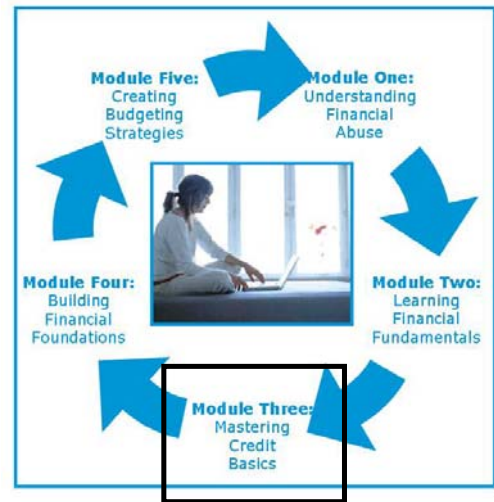 Module One:
Understanding
Financial
Abuse
Module Two:
Learning
Financial
Fundamentals
Module Three:
Mastering
Credit
Basics
Module Four:
Building
Financial
Foundations
Module Five:
Creating
Budgeting
Strategies